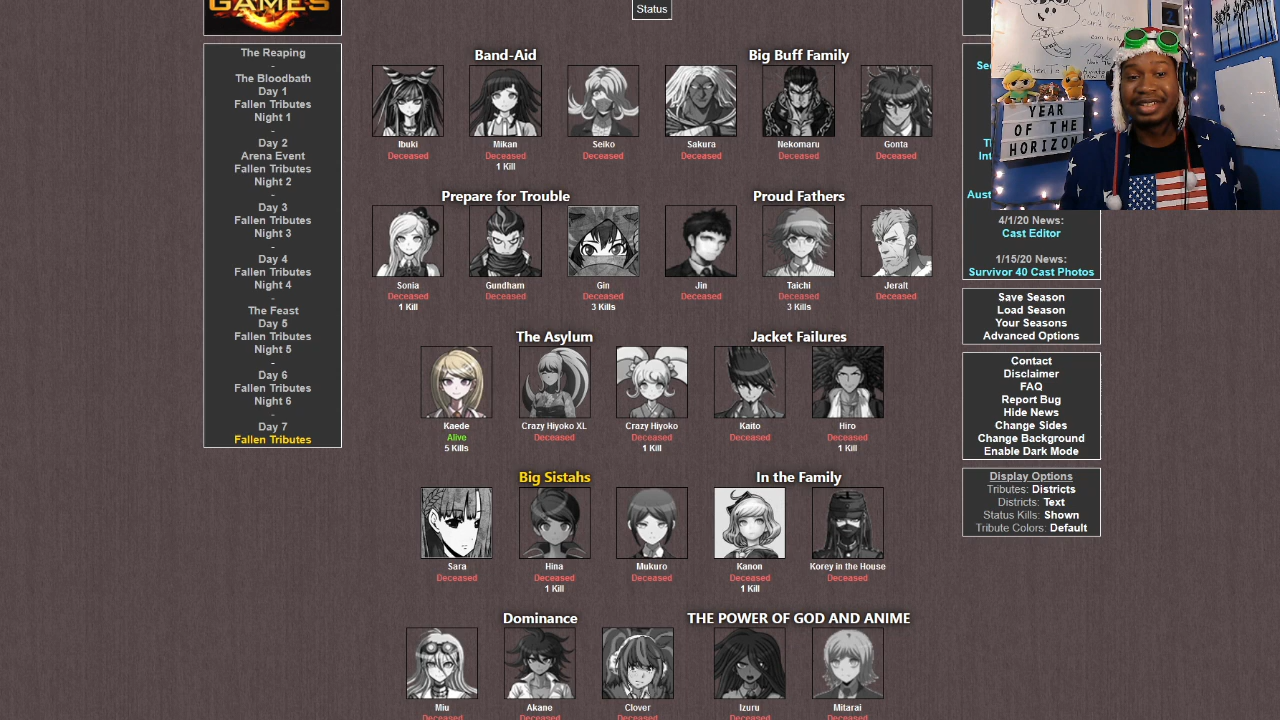 GAMES
Status
The Reaping
-
The Bloodbath
Day 1
Fallen Tributes
Night 1
-
Day 2
Arena Event
Fallen Tributes
Night 2
-
Day 3
Fallen Tributes
Night 3
-
Day 4
Fallen Tributes
Night 4
-
The Feast
Day 5
Fallen Tributes
Night 5
-
Day 6
Fallen Tributes
Night 6
-
Day 7
Fallen Tributes
Band-Aid
Big Buff Family
Ibuki Mikan Seiko Sakura Nekomaru Gonta
Deceased Deceased Deceased Deceased Deceased Deceased
1 Kill
Prepare for Trouble
Proud Fathers
Sonia Gundham Gin Jin Taichi Jeralt
Deceased Deceased Deceased Deceased Deceased Deceased
1 Kill 3 Kills 3 Kills
The Asylum
Jacket Failures
Kaede Crazy Hiyoko XL Crazy Hiyoko Kaito Hiro
Alive Deceased Deceased Deceased Deceased
5 Kills 1 Kill 1 Kill
Big Sistahs
In the Family
Sara Hina Mukuro Kanon Korey in the House
Deceased Deceased Deceased Deceased Deceased
1 Kill 1 Kill
Dominance
THE POWER OF GOD AND ANIME
Miu Akane Clover Izuru Mitarai
Deceased Deceased Deceased Deceased Deceased
When you
YEAR
OF THE
HORIZON
2
4/1/20 News:
Cast Editor
1/15/20 News:
Survivor 40 Cast Photos
Save Season
Load Season
Your Seasons
Advanced Options
Contact
Disclaimer
FAQ
Report Bug
Hide News
Change Sides
Change Background
Enable Dark Mode
Display Options
Tributes: Districts
Districts: Text
Status Kills: Shown
Tribute Colors: Default